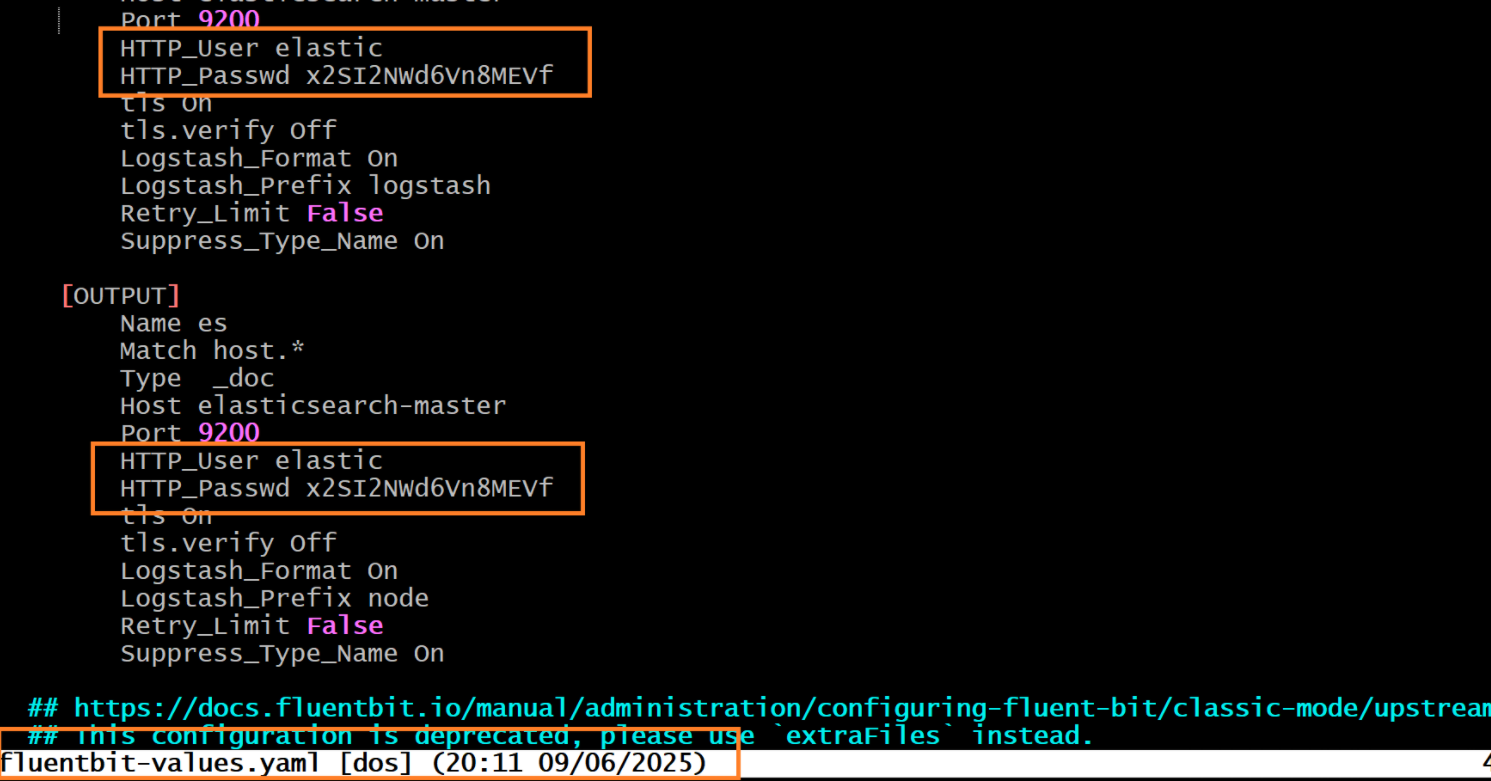 Host elasticsearch-master
Port 9200
HTTP_User elastic
HTTP_Passwd x2SI2NWd6Vn8MEVf
tls On
tls.verify Off
Logstash_Format On
Logstash_Prefix logstash
Retry_Limit False
Suppress_Type_Name On
[OUTPUT]
Name es
Match host.*
Type  _doc
Host elasticsearch-master
Port 9200
HTTP_User elastic
HTTP_Passwd x2SI2NWd6Vn8MEVf
tls On
tls.verify Off
Logstash_Format On
Logstash_Prefix node
Retry_Limit False
Suppress_Type_Name On
## https://docs.fluentbit.io/manual/administration/configuring-fluent-bit/classic-mode/upstream
## This configuration is deprecated, please use `extraFiles` instead.
fluentbit-values.yaml [dos] (20:11 09/06/2025)